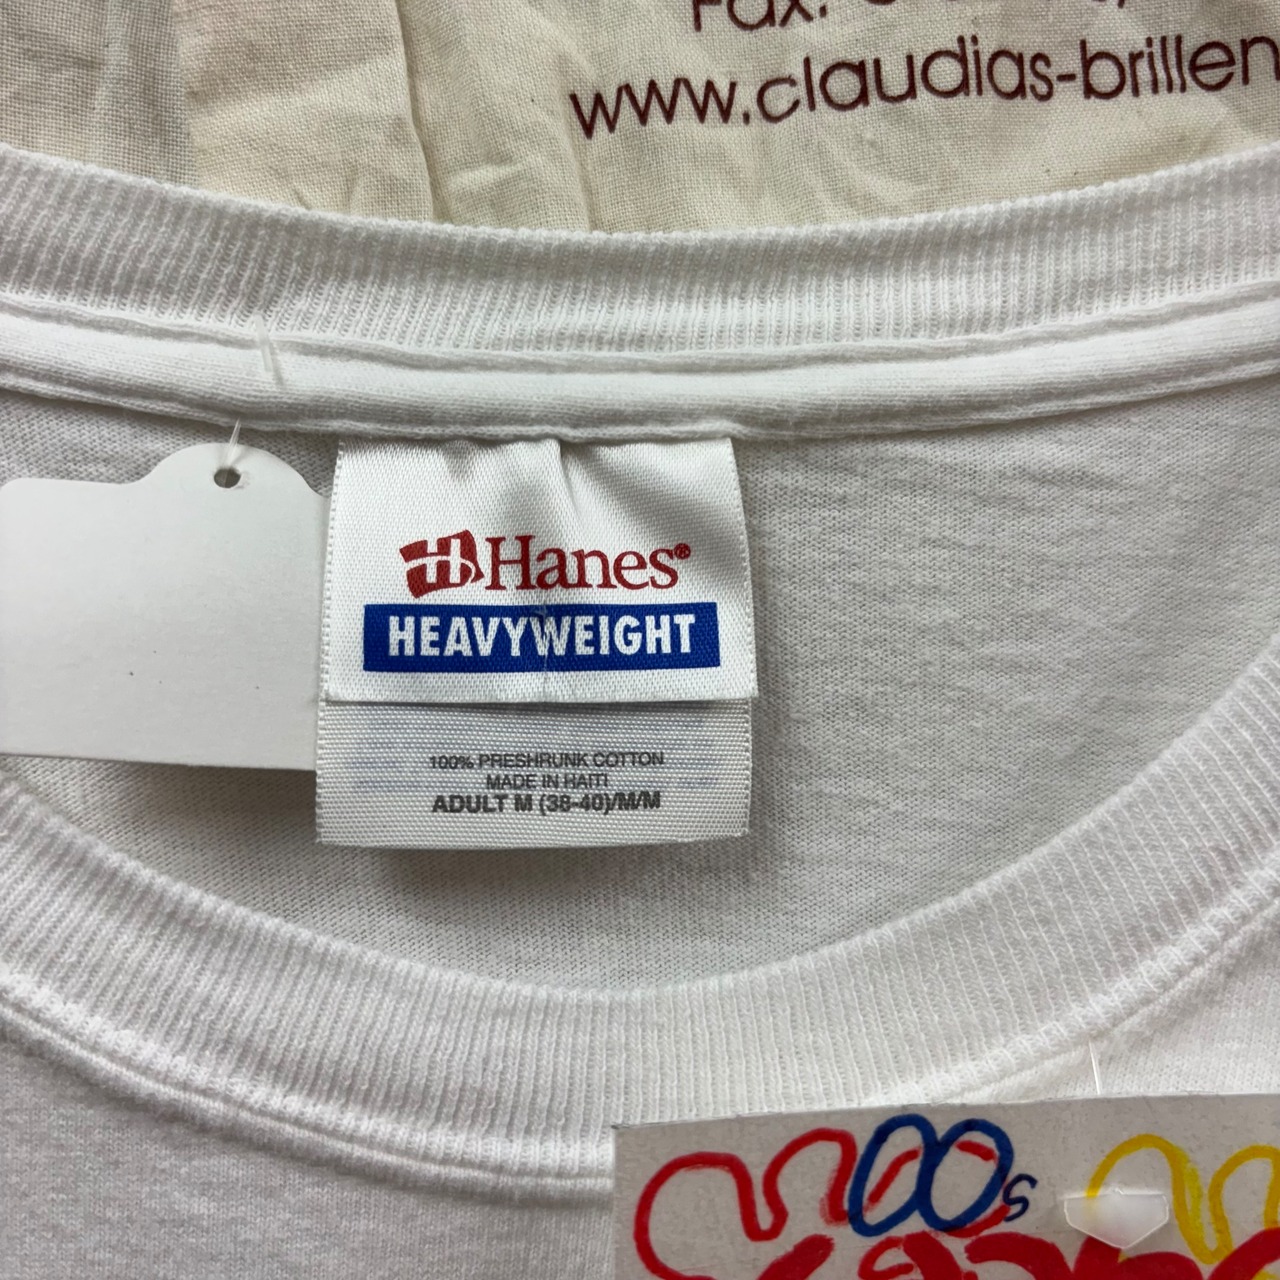 Fax:
www.claudias-brillen
Hanes®
HEAVYWEIGHT
100% PRESHRUNK COTTON
MADE IN HAITI
ADULT M (38-40)/M/M
00s